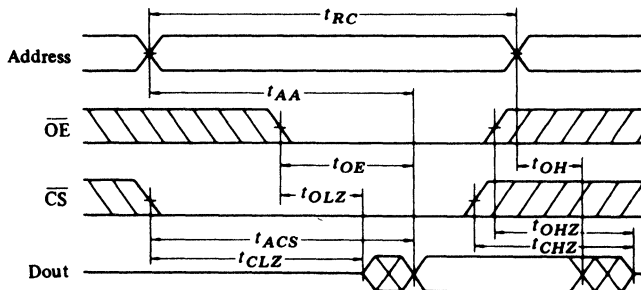 t_RC
Address
t_AA
OE
t_OE
t_OH
t_OLZ
CS
t_OHZ
t_ACS
t_CHZ
t_CLZ
Dout